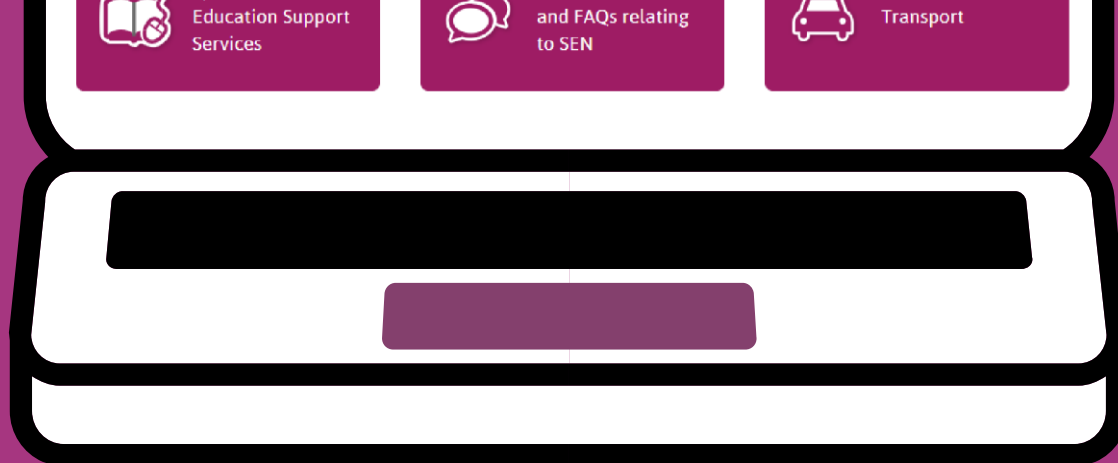 Education Support
Services
and FAQs relating
to SEN
Transport